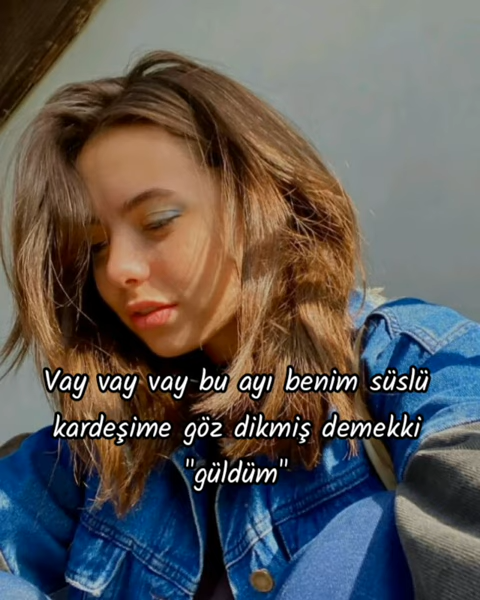 Vay vay vay bu ayı benim süslü
kardeşime göz dikmiş demekki
"güldüm"